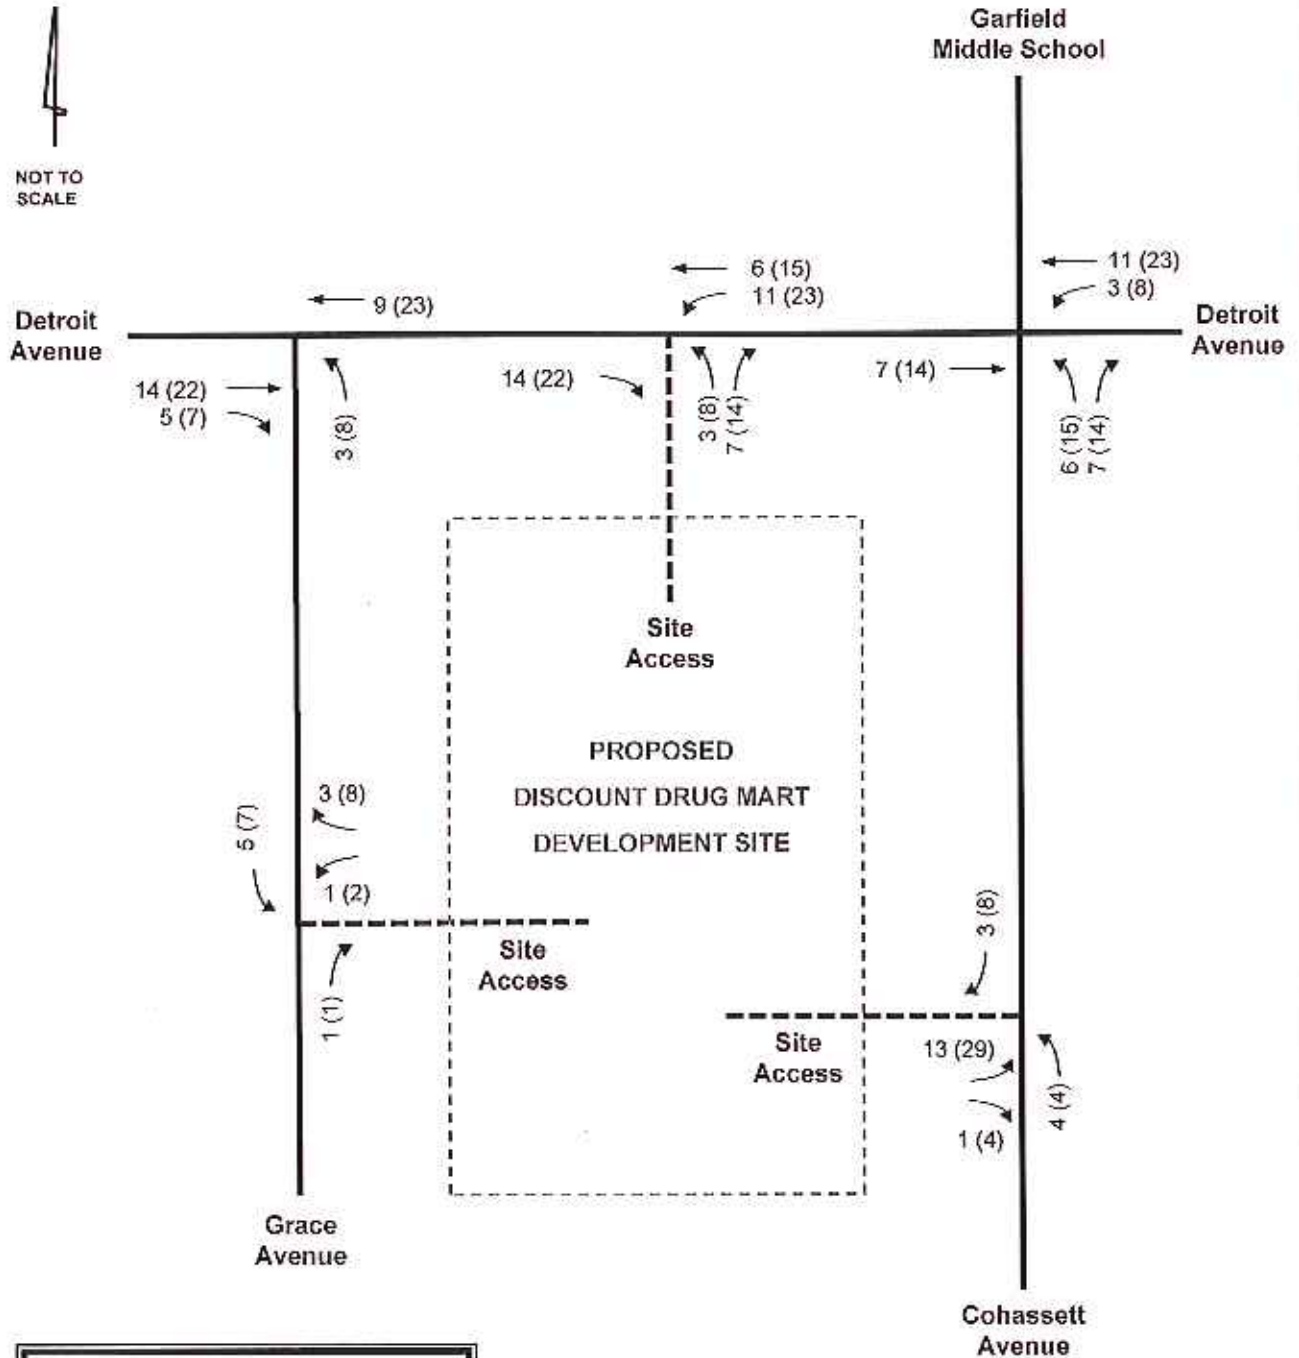 Garfield
Middle School
NOT TO
SCALE
11 (23)
3 (8)
6 (15)
11 (23)
9 (23)
Detroit
Avenue
Detroit
Avenue
14 (22)
5 (7)
3 (8)
14 (22)
3 (8)
7 (14)
7 (14)
6 (15)
7 (14)
Site
Access
PROPOSED
DISCOUNT DRUG MART
DEVELOPMENT SITE
5 (7)
3 (8)
1 (2)
Site
Access
1 (1)
3 (8)
Site
Access
13 (29)
1 (4)
4 (4)
Grace
Avenue
Cohassett
Avenue